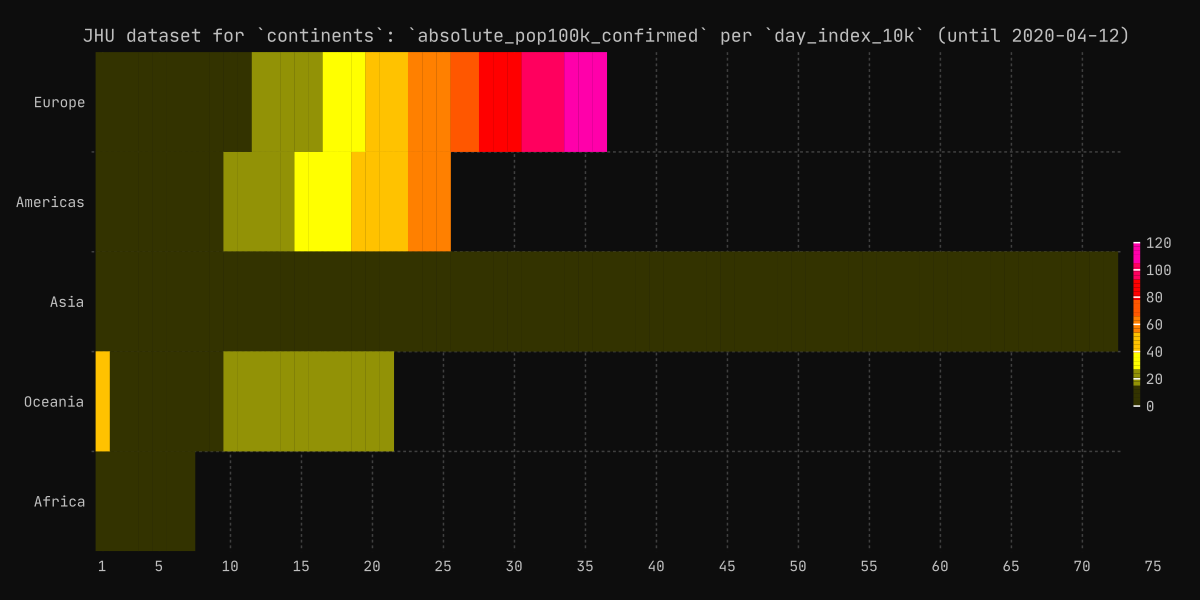 JHU dataset for `continents`: `absolute_pop100k_confirmed` per `day_index_10k` (until 2020-04-12)
Europe
Americas
Asia
Oceania
Africa
120
100
80
60
40
20
0
1 5 10 15 20 25 30 35 40 45 50 55 60 65 70 75